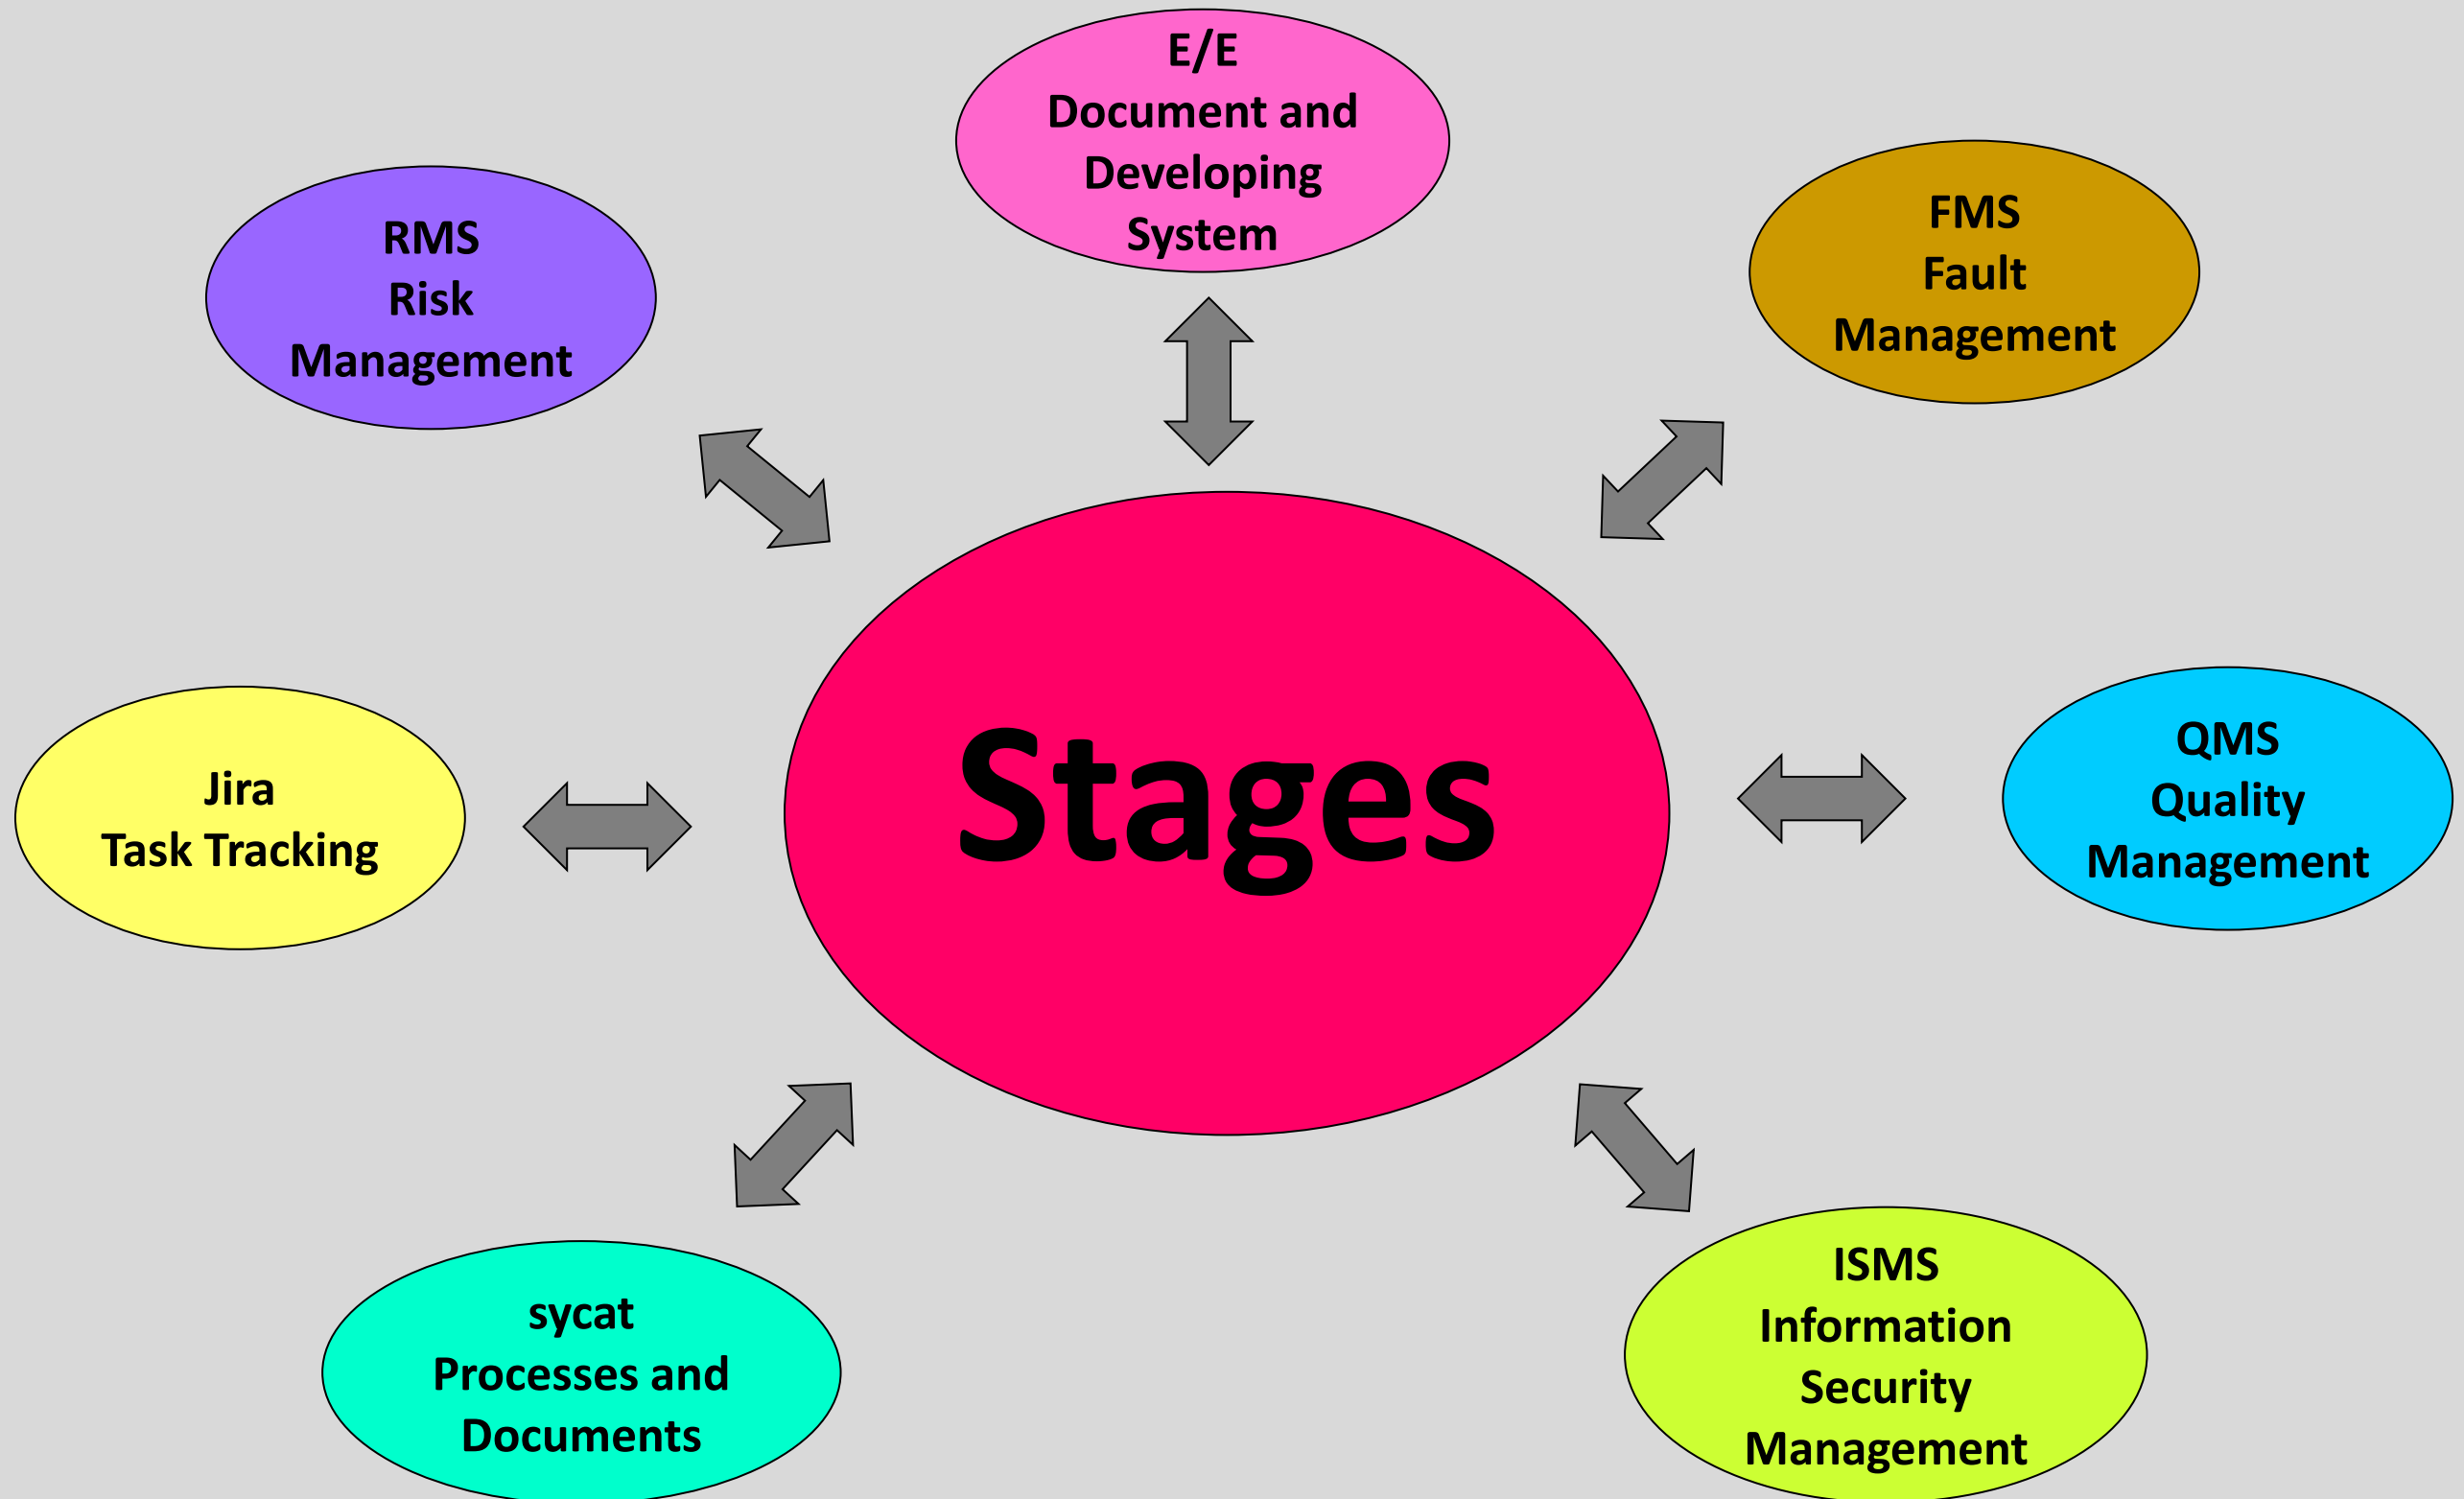 E/E
Document and
Developing
System
RMS
Risk
Management
FMS
Fault
Management
Stages
Jira
Task Tracking
QMS
Quality
Management
sycat
Processes and
Documents
ISMS
Information
Security
Management